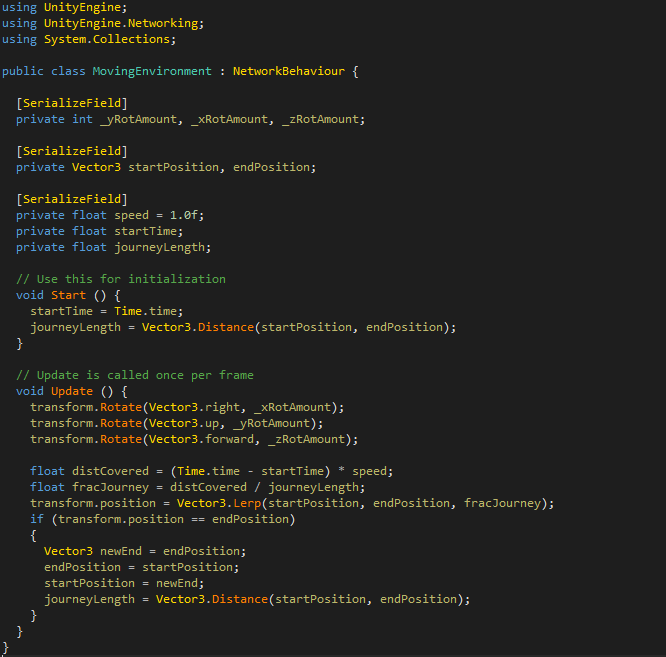 using UnityEngine;
using UnityEngine.Networking;
using System.Collections;

public class MovingEnvironment : NetworkBehaviour {

  [SerializeField]
  private int _yRotAmount, _xRotAmount, _zRotAmount;

  [SerializeField]
  private Vector3 startPosition, endPosition;

  [SerializeField]
  private float speed = 1.0f;
  private float startTime;
  private float journeyLength;

  // Use this for initialization
  void Start () {
    startTime = Time.time;
    journeyLength = Vector3.Distance(startPosition, endPosition);
  }

  // Update is called once per frame
  void Update () {
    transform.Rotate(Vector3.right, _xRotAmount);
    transform.Rotate(Vector3.up, _yRotAmount);
    transform.Rotate(Vector3.forward, _zRotAmount);

    float distCovered = (Time.time - startTime) * speed;
    float fracJourney = distCovered / journeyLength;
    transform.position = Vector3.Lerp(startPosition, endPosition, fracJourney);
    if (transform.position == endPosition)
    {
      Vector3 newEnd = endPosition;
      endPosition = startPosition;
      startPosition = newEnd;
      journeyLength = Vector3.Distance(startPosition, endPosition);
    }
  }
}